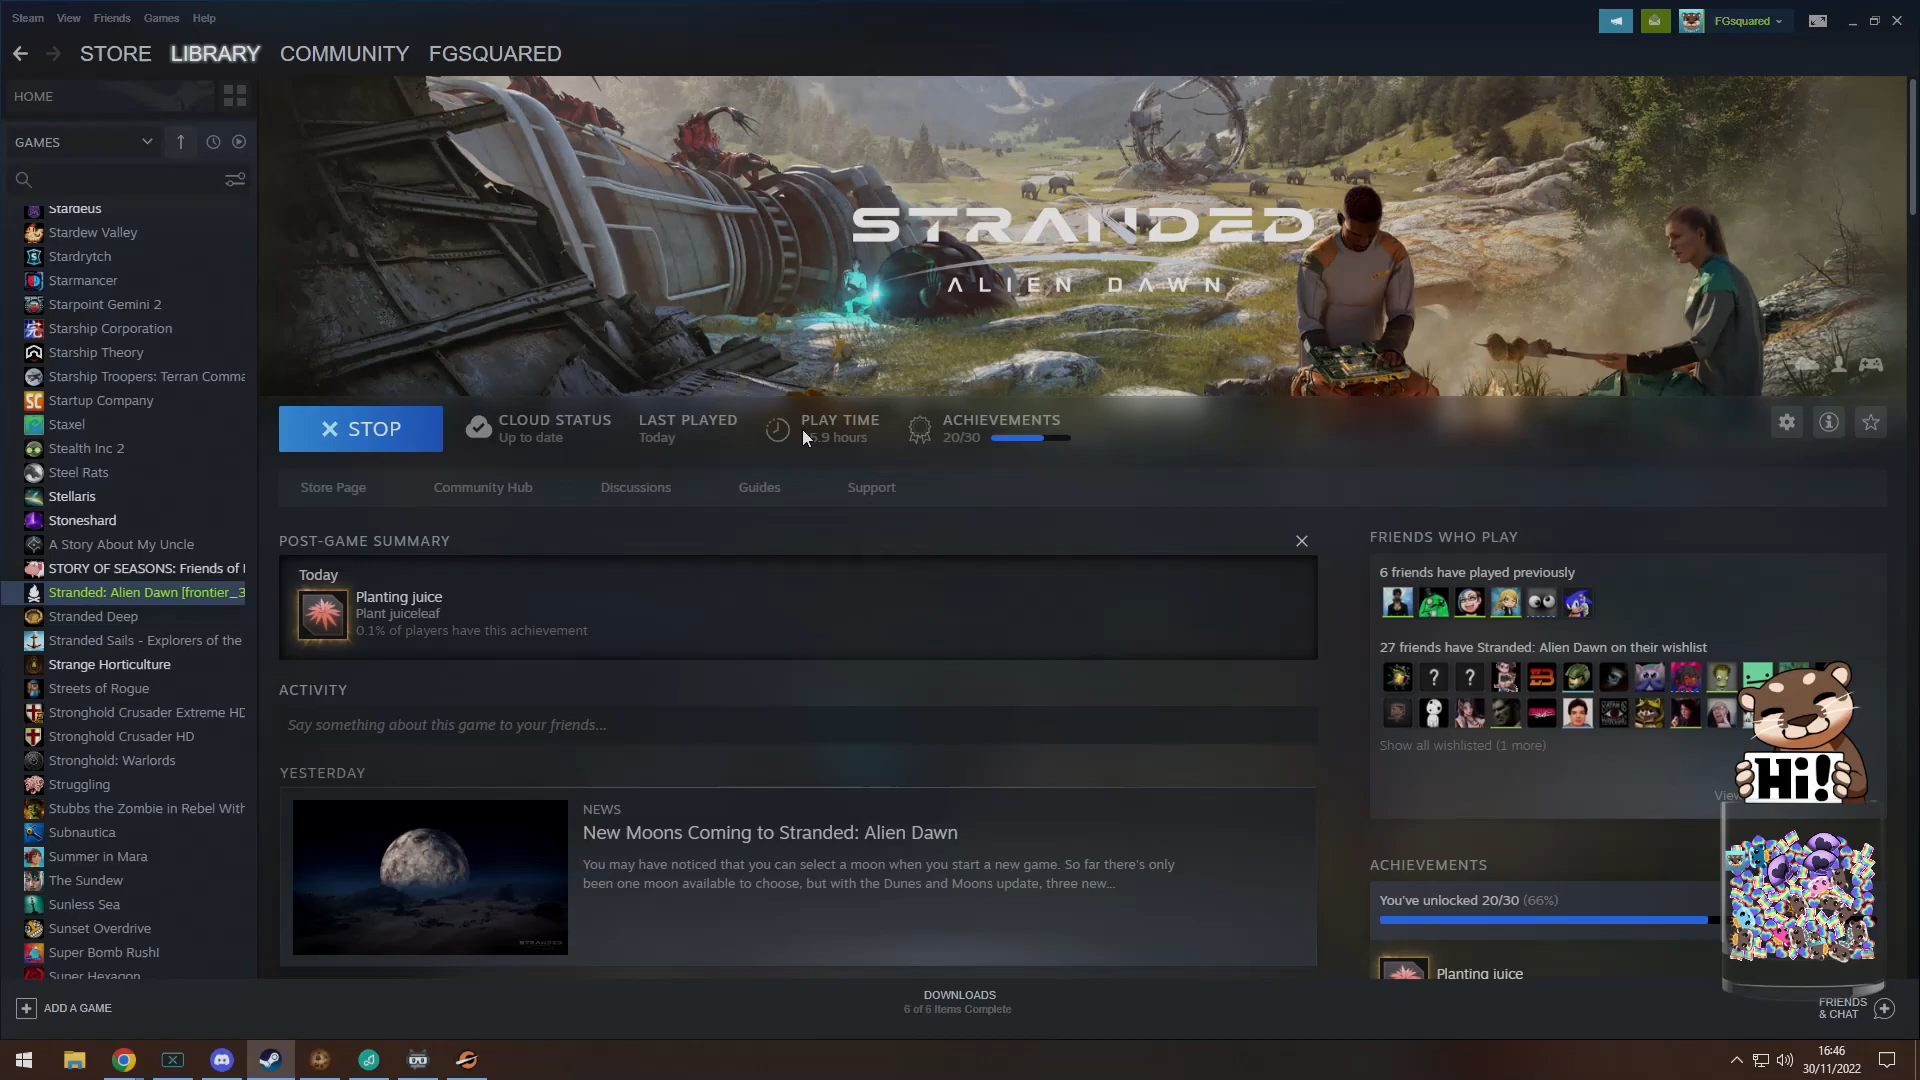 Steam View Friends Games Help
FGsquared
STORE LIBRARY COMMUNITY FGSQUARED
HOME
GAMES
Stardeus
Stardew Valley
Stardrytch
Starmancer
Starpoint Gemini 2
Starship Corporation
Starship Theory
Starship Troopers: Terran Comma
Startup Company
Staxel
Stealth Inc 2
Steel Rats
Stellaris
Stoneshard
A Story About My Uncle
STORY OF SEASONS: Friends of
Stranded: Alien Dawn [frontier_3
Stranded Deep
Stranded Sails - Explorers of the
Strange Horticulture
Streets of Rogue
Stronghold Crusader Extreme HD
Stronghold Crusader HD
Stronghold: Warlords
Struggling
Stubbs the Zombie in Rebel With
Subnautica
Summer in Mara
The Sundew
Sunless Sea
Sunset Overdrive
Super Bomb Rush!
Super Hexagon
ADD A GAME
STRANDED
ALIEN DAWN™
STOP
CLOUD STATUS
Up to date
LAST PLAYED
Today
PLAY TIME
5.9 hours
ACHIEVEMENTS
20/30
Store Page Community Hub Discussions Guides Support
POST-GAME SUMMARY
Today
Planting juice
Plant juiceleaf
0.1% of players have this achievement
ACTIVITY
Say something about this game to your friends...
YESTERDAY
NEWS
New Moons Coming to Stranded: Alien Dawn
You may have noticed that you can select a moon when you start a new game. So far there's only
been one moon available to choose, but with the Dunes and Moons update, three new...
STRANDED
FRIENDS WHO PLAY
6 friends have played previously
27 friends have Stranded: Alien Dawn on their wishlist
Show all wishlisted (1 more)
Hi!
ACHIEVEMENTS
You've unlocked 20/30 (66%)
Planting juice
DOWNLOADS
6 of 6 Items Complete
FRIENDS
& CHAT
16:46
30/11/2022